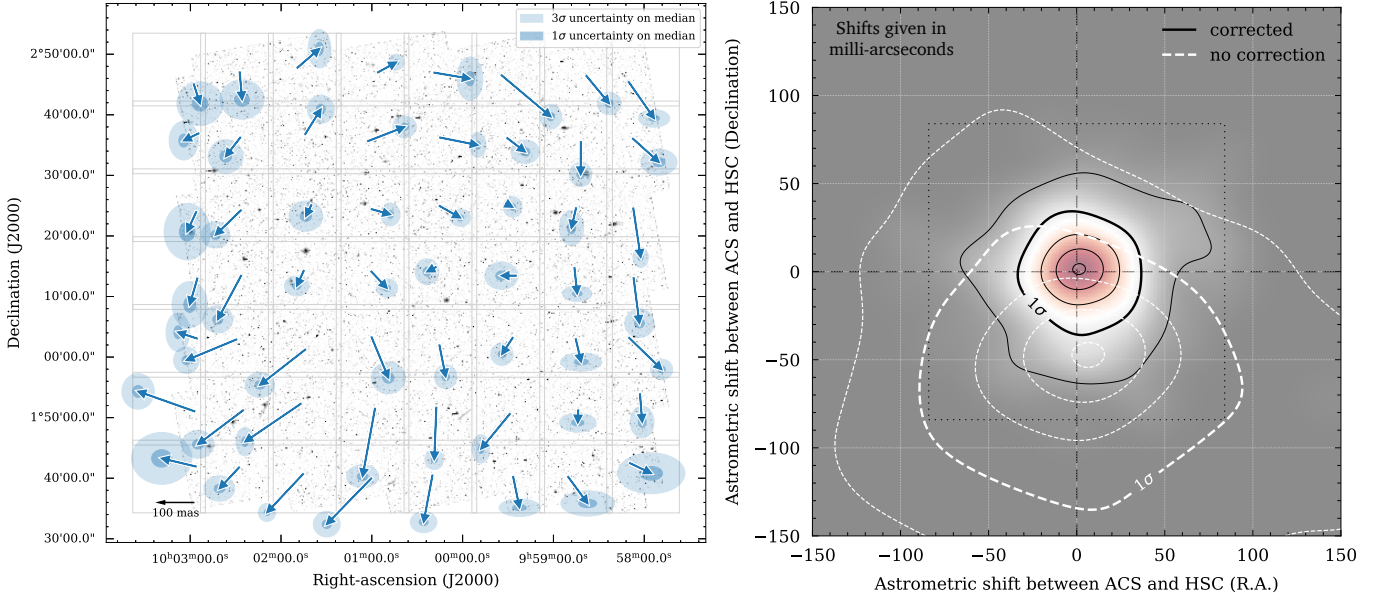 3σ uncertainty on median
1σ uncertainty on median
2°50'00.0"
40'00.0"
30'00.0"
20'00.0"
10'00.0"
00'00.0"
1°50'00.0"
40'00.0"
30'00.0"
Declination (J2000)
100 mas
10ʰ03ᵐ00.0ˢ
02ᵐ00.0ˢ
01ᵐ00.0ˢ
00ᵐ00.0ˢ
9ʰ59ᵐ00.0ˢ
58ᵐ00.0ˢ
Right-ascension (J2000)
Shifts given in
milli-arcseconds
corrected
no correction
1σ
1σ
150
100
50
0
−50
−100
−150
Astrometric shift between ACS and HSC (Declination)
−150
−100
−50
0
50
100
150
Astrometric shift between ACS and HSC (R.A.)